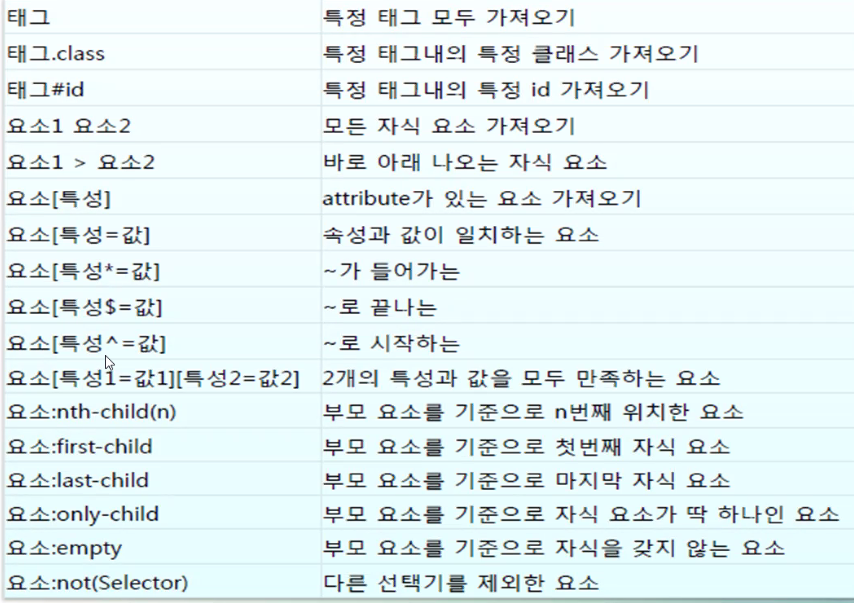 태그 특정 태그 모두 가져오기
태그.class 특정 태그내의 특정 클래스 가져오기
태그#id 특정 태그내의 특정 id 가져오기
요소1 요소2 모든 자식 요소 가져오기
요소1 > 요소2 바로 아래 나오는 자식 요소
요소[특성] attribute가 있는 요소 가져오기
요소[특성=값] 속성과 값이 일치하는 요소
요소[특성*=값] ~가 들어가는
요소[특성$=값] ~로 끝나는
요소[특성^=값] ~로 시작하는
요소[특성1=값1][특성2=값2] 2개의 특성과 값을 모두 만족하는 요소
요소:nth-child(n) 부모 요소를 기준으로 n번째 위치한 요소
요소:first-child 부모 요소를 기준으로 첫번째 자식 요소
요소:last-child 부모 요소를 기준으로 마지막 자식 요소
요소:only-child 부모 요소를 기준으로 자식 요소가 딱 하나인 요소
요소:empty 부모 요소를 기준으로 자식을 갖지 않는 요소
요소:not(Selector) 다른 선택기를 제외한 요소